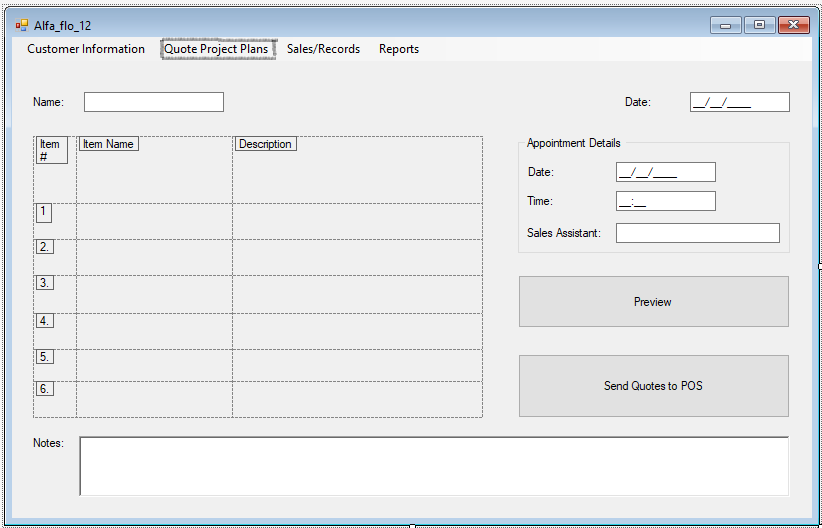 Alfa_flo_12
Customer Information Quote Project Plans Sales/Records Reports
Name: Date: __/__/____
Item # Item Name Description
1
2.
3.
4.
5.
6.
Appointment Details
Date: __/__/____
Time: __:__
Sales Assistant:
Preview
Send Quotes to POS
Notes: